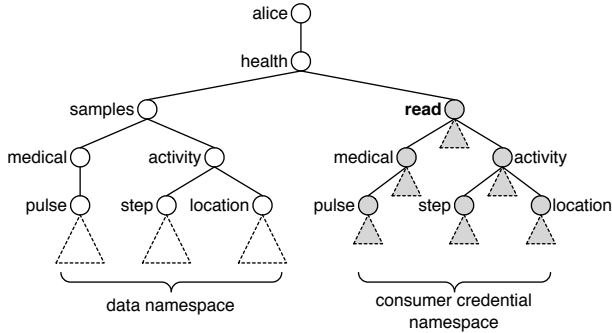 alice
health
samples
read
medical
activity
medical
activity
pulse
step
location
pulse
step
location
data namespace
consumer credential
namespace